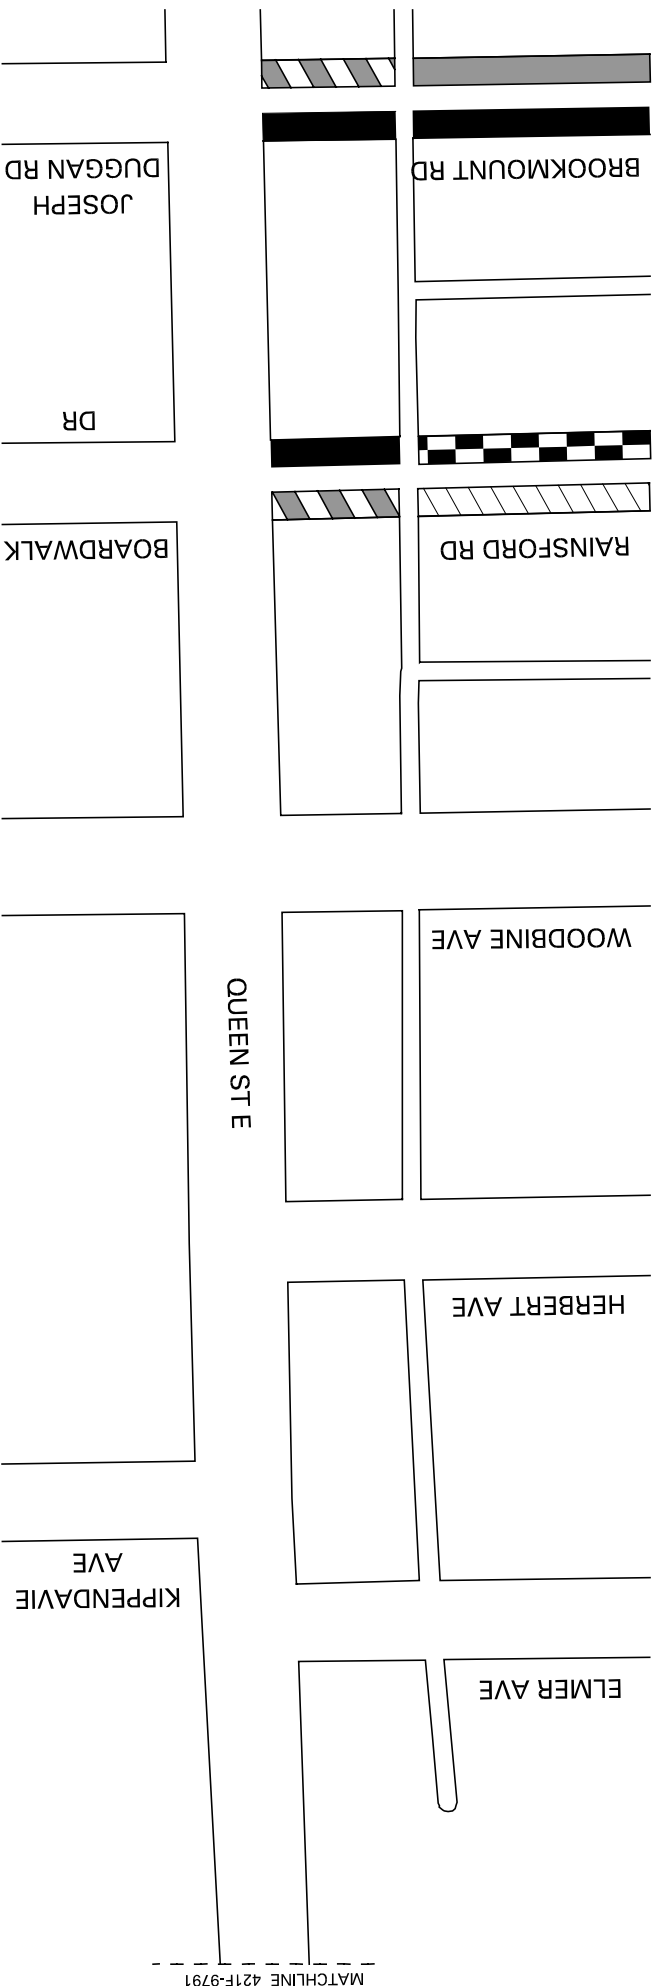 DUGGAN RD
JOSEPH
BROOKMOUNT RD
DR
BOARDWALK
RAINSFORD RD
WOODBINE AVE
QUEEN ST E
HERBERT AVE
AVE
KIPPENDAVIE
ELMER AVE
MATCHLINE 421F-9791